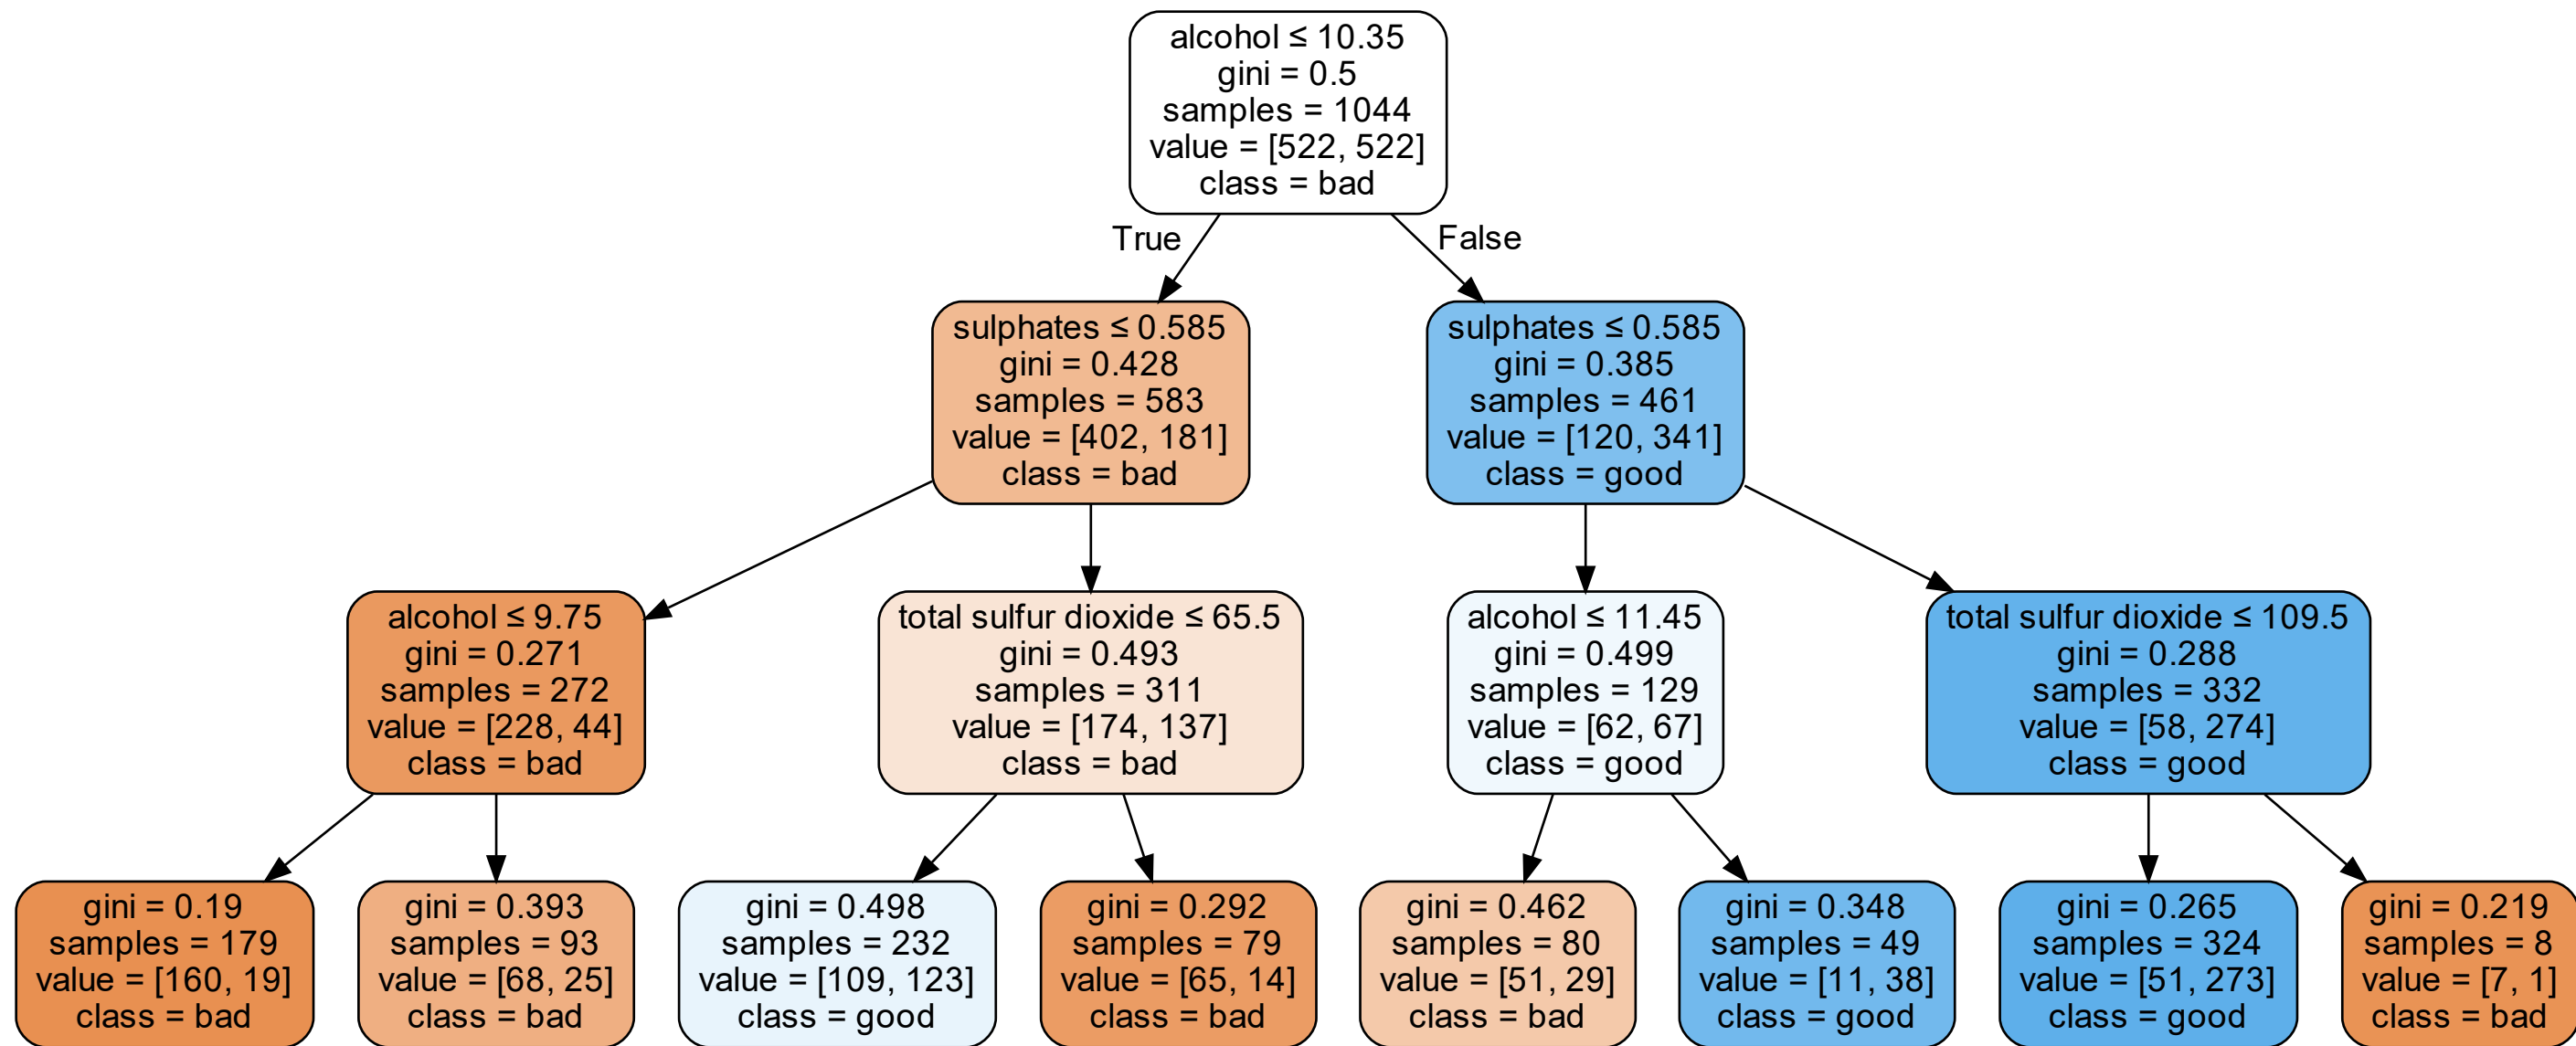 alcohol ≤ 10.35
gini = 0.5
samples = 1044
value = [522, 522]
class = bad
True
False
sulphates ≤ 0.585
gini = 0.428
samples = 583
value = [402, 181]
class = bad
sulphates ≤ 0.585
gini = 0.385
samples = 461
value = [120, 341]
class = good
alcohol ≤ 9.75
gini = 0.271
samples = 272
value = [228, 44]
class = bad
total sulfur dioxide ≤ 65.5
gini = 0.493
samples = 311
value = [174, 137]
class = bad
alcohol ≤ 11.45
gini = 0.499
samples = 129
value = [62, 67]
class = good
total sulfur dioxide ≤ 109.5
gini = 0.288
samples = 332
value = [58, 274]
class = good
gini = 0.19
samples = 179
value = [160, 19]
class = bad
gini = 0.393
samples = 93
value = [68, 25]
class = bad
gini = 0.498
samples = 232
value = [109, 123]
class = good
gini = 0.292
samples = 79
value = [65, 14]
class = bad
gini = 0.462
samples = 80
value = [51, 29]
class = bad
gini = 0.348
samples = 49
value = [11, 38]
class = good
gini = 0.265
samples = 324
value = [51, 273]
class = good
gini = 0.219
samples = 8
value = [7, 1]
class = bad